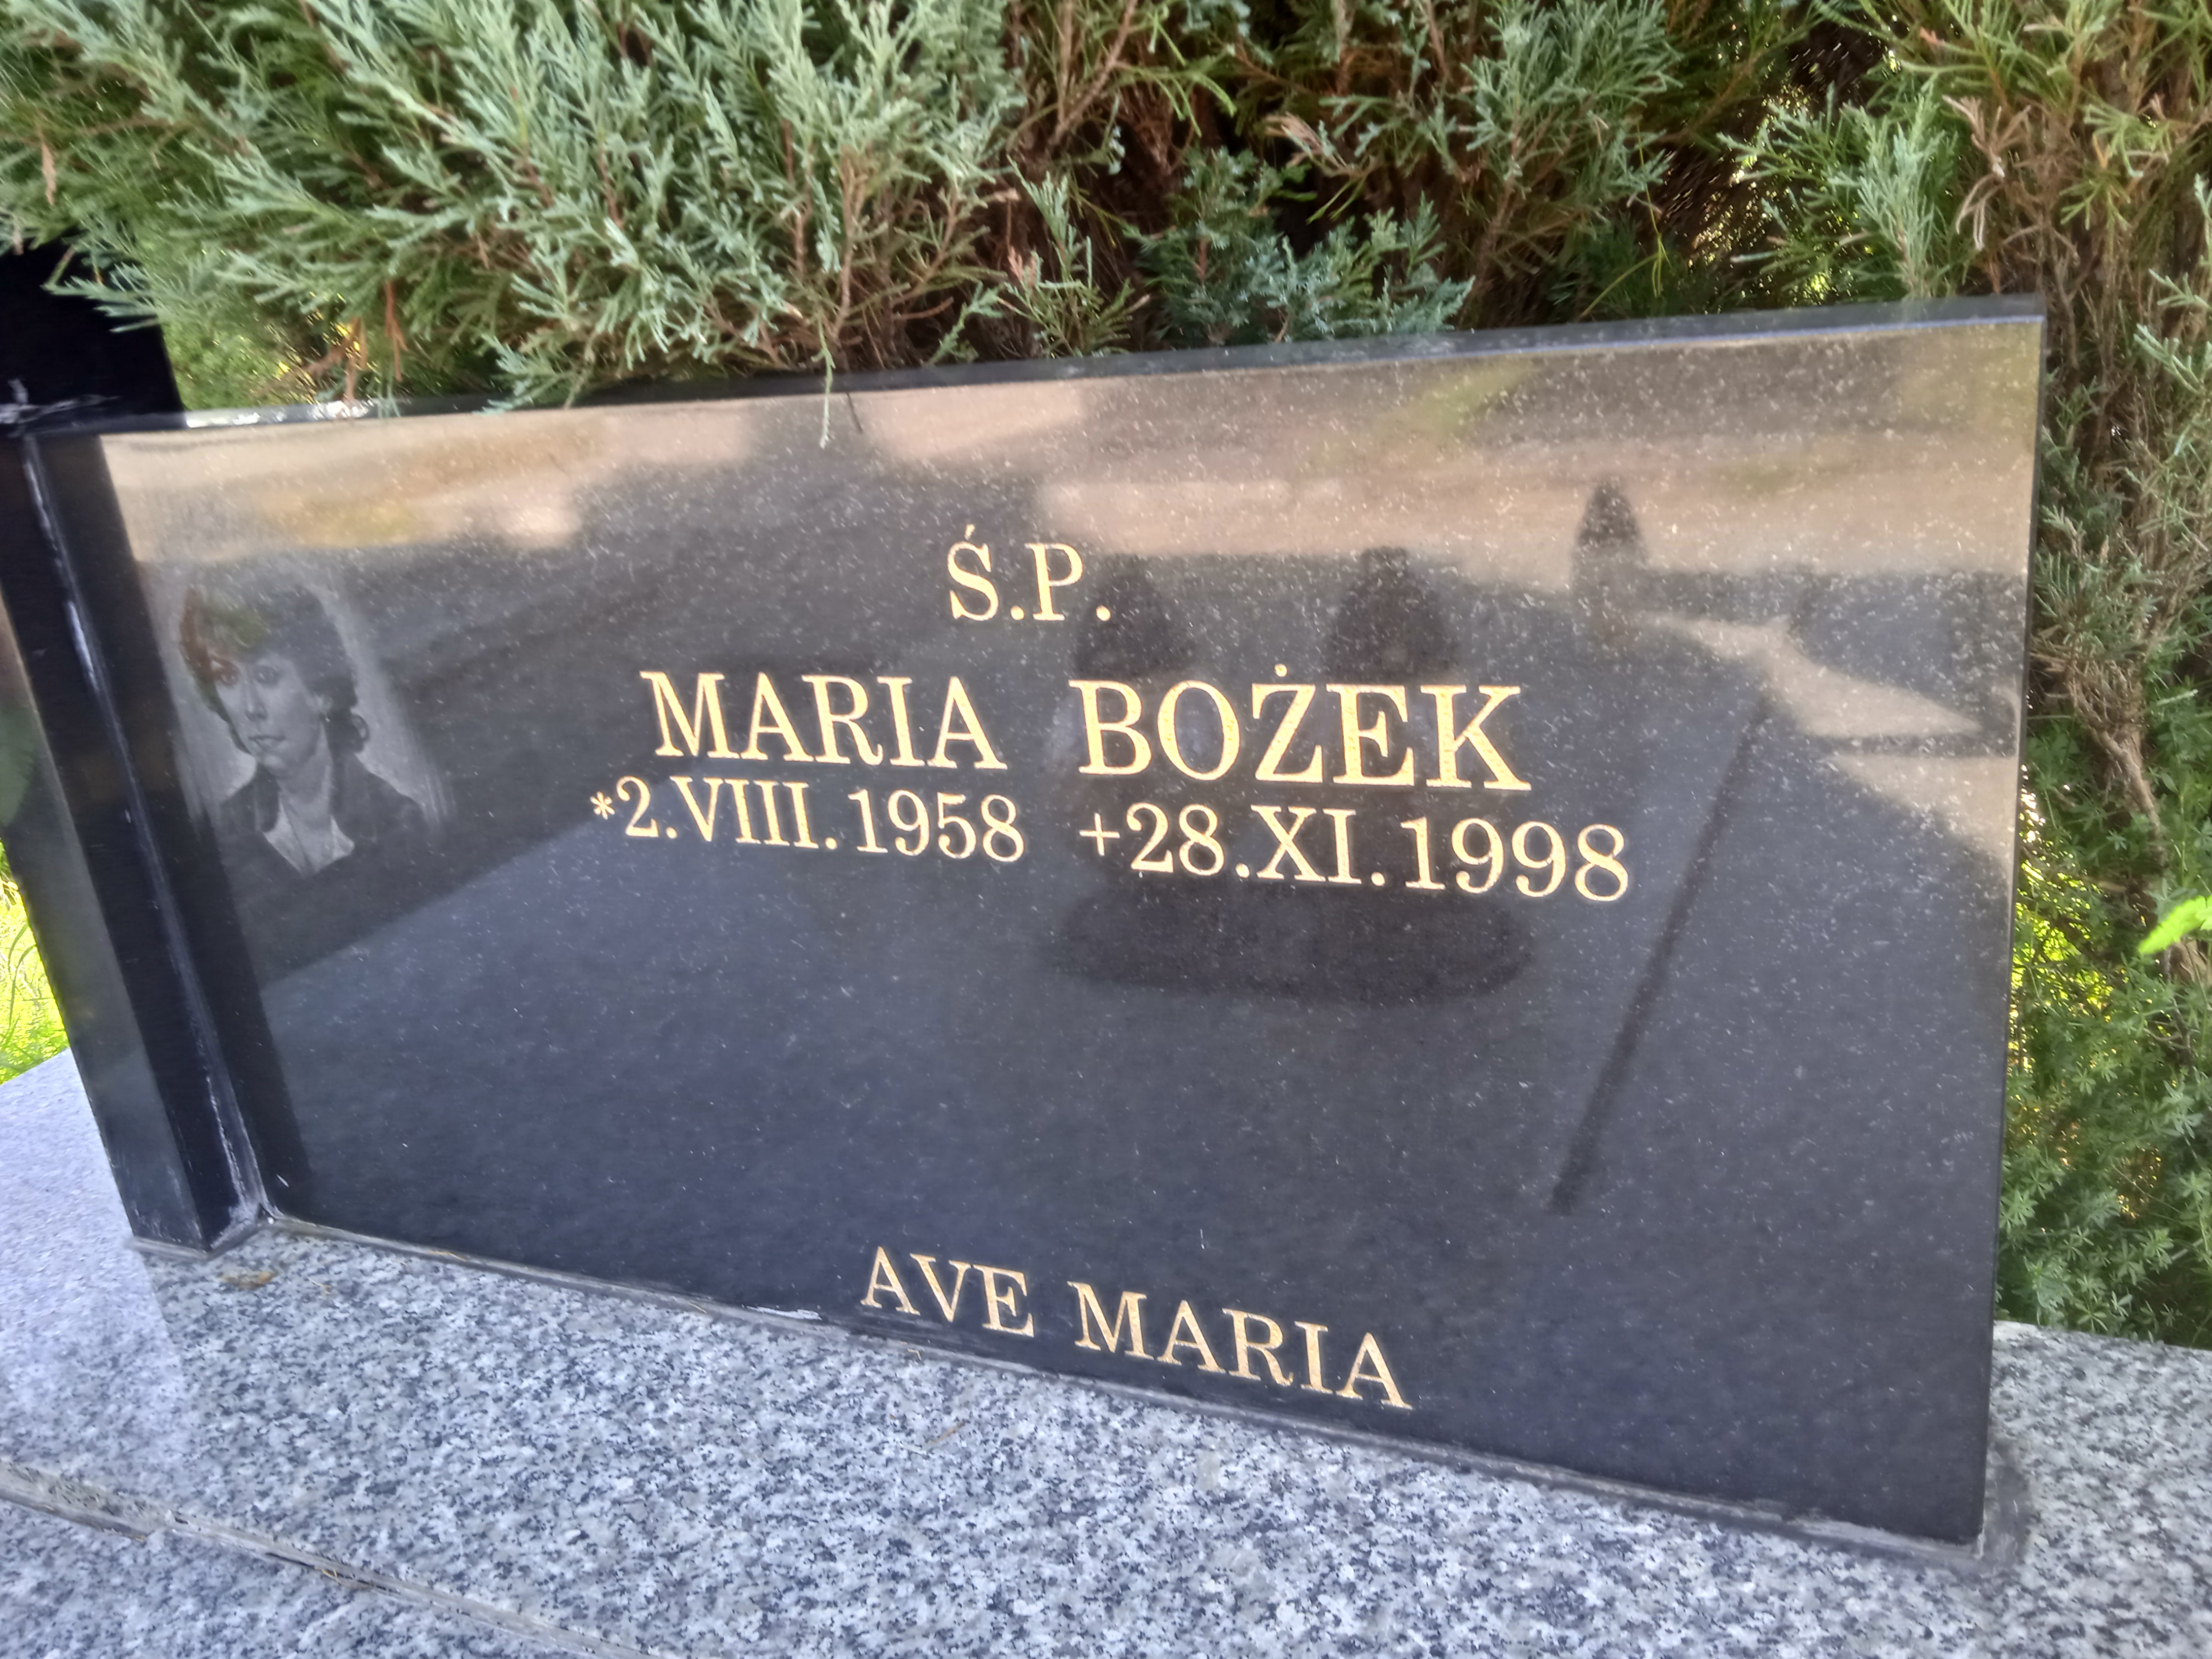 Ś.P.
MARIA BOŻEK
*2.VIII.1958 +28.XI.1998
AVE MARIA